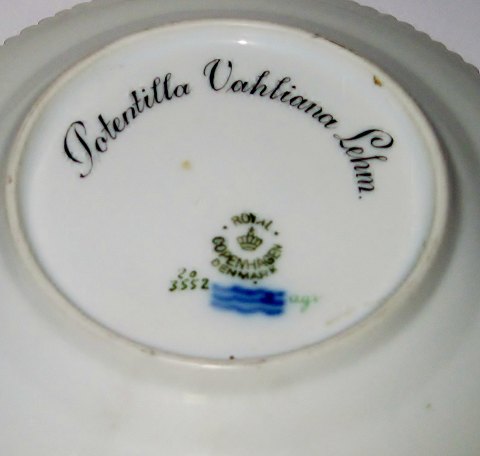 Potentilla Vahliana Lehm.
ROYAL
COPENHAGEN
DENMARK
20
3552